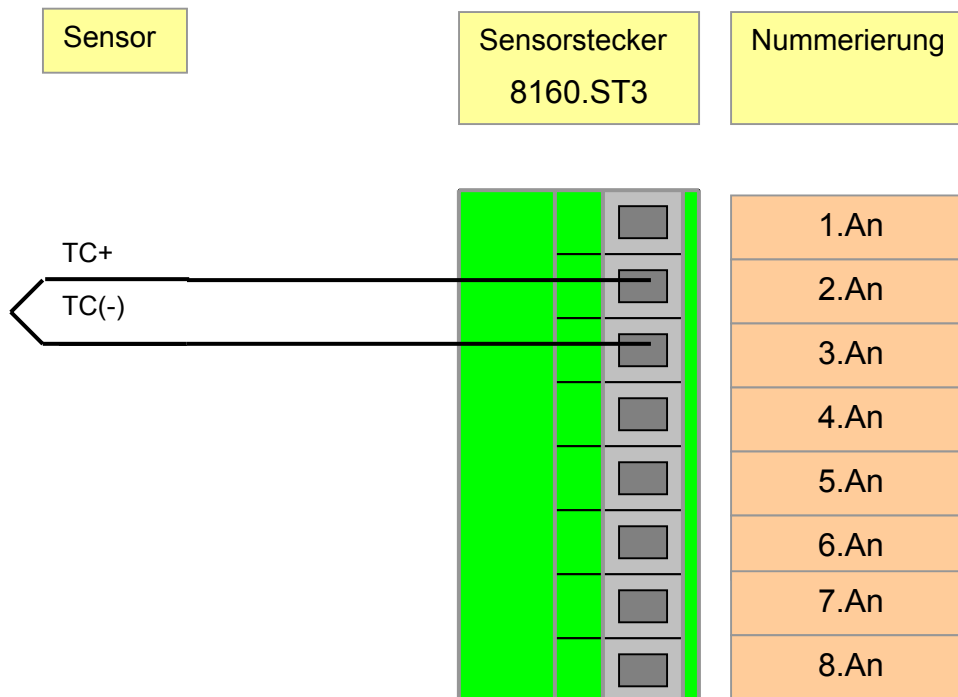 Sensor
Sensorstecker
8160.ST3
Nummerierung
TC+
TC(-)
1.An
2.An
3.An
4.An
5.An
6.An
7.An
8.An